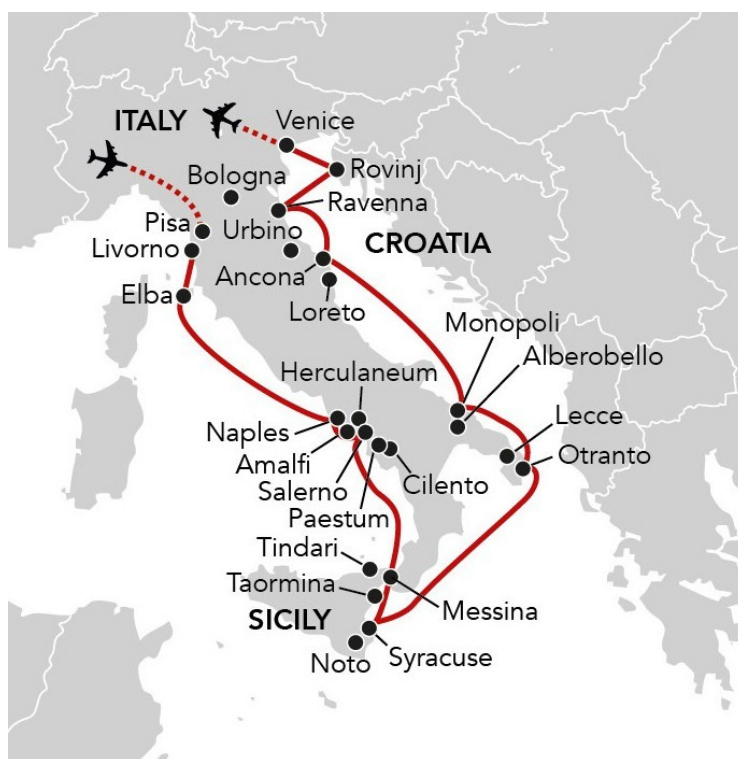 ITALY
Venice
Bologna
Rovinj
Ravenna
Pisa
Urbino
Livorno
CROATIA
Ancona
Elba
Loreto
Monopoli
Alberobello
Herculaneum
Lecce
Naples
Otranto
Amalfi
Salerno
Cilento
Paestum
Tindari
Taormina
Messina
SICILY
Syracuse
Noto